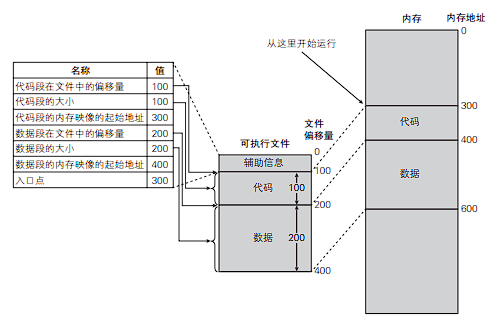 名称 值
代码段在文件中的偏移量 100
代码段的大小 100
代码段的内存映像的起始地址 300
数据段在文件中的偏移量 200
数据段的大小 200
数据段的内存映像的起始地址 400
入口点 300
可执行文件
文件
偏移量
0
辅助信息
100
代码
100
200
数据
200
400
从这里开始运行
内存
内存地址
0
300
代码
400
数据
600